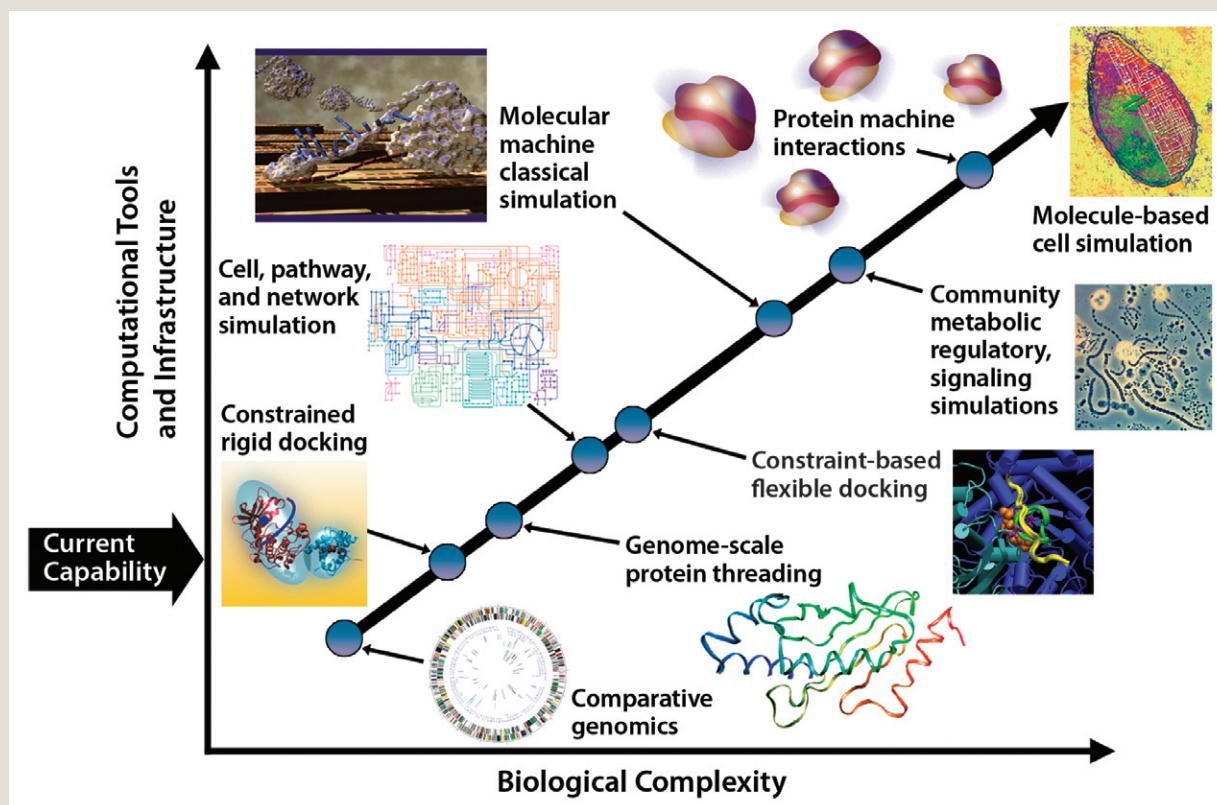 Computational Tools
and Infrastructure
Molecular
machine
classical
simulation
Protein machine
interactions
Molecule-based
cell simulation
Cell, pathway,
and network
simulation
Community
metabolic
regulatory,
signaling
simulations
Constrained
rigid docking
Constraint-based
flexible docking
Current
Capability
Genome-scale
protein threading
Comparative
genomics
Biological Complexity